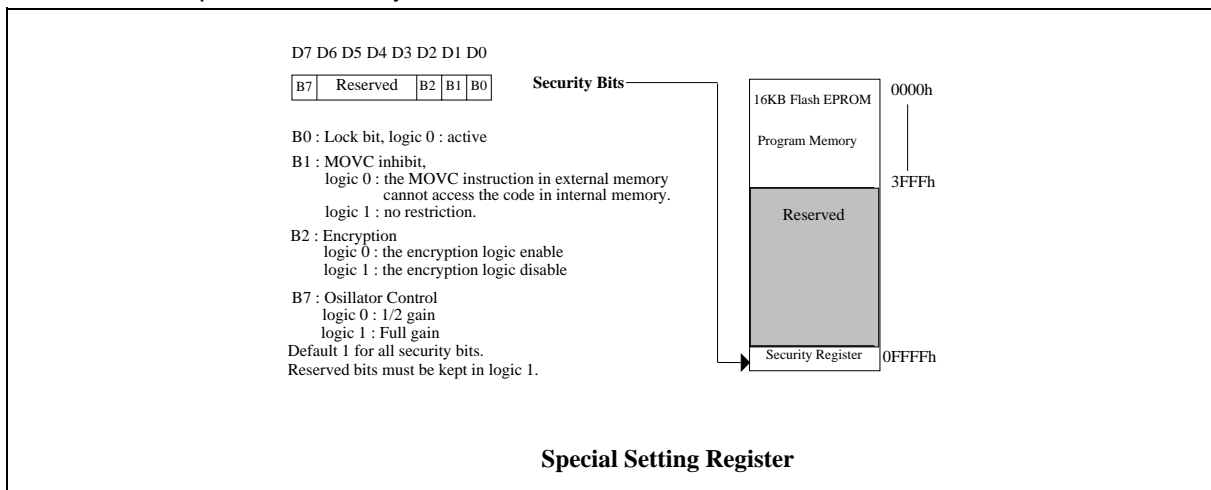 D7 D6 D5 D4 D3 D2 D1 D0
B7 Reserved B2 B1 B0
Security Bits
B0 : Lock bit, logic 0 : active
B1 : MOVC inhibit,
logic 0 : the MOVC instruction in external memory
cannot access the code in internal memory.
logic 1 : no restriction.
B2 : Encryption
logic 0 : the encryption logic enable
logic 1 : the encryption logic disable
B7 : Osillator Control
logic 0 : 1/2 gain
logic 1 : Full gain
Default 1 for all security bits.
Reserved bits must be kept in logic 1.
16KB Flash EPROM
0000h
Program Memory
3FFFh
Reserved
Security Register
0FFFFh
Special Setting Register